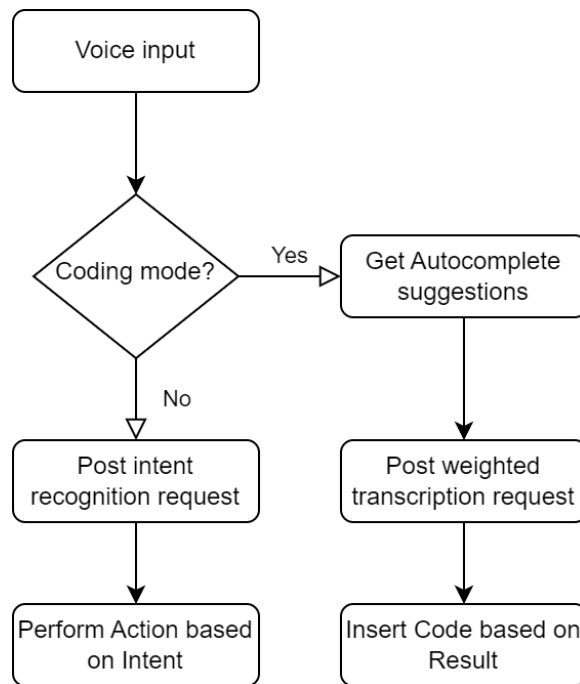 Voice input
Coding mode?
Yes
Get Autocomplete
suggestions
No
Post intent
recognition request
Post weighted
transcription request
Perform Action based
on Intent
Insert Code based on
Result